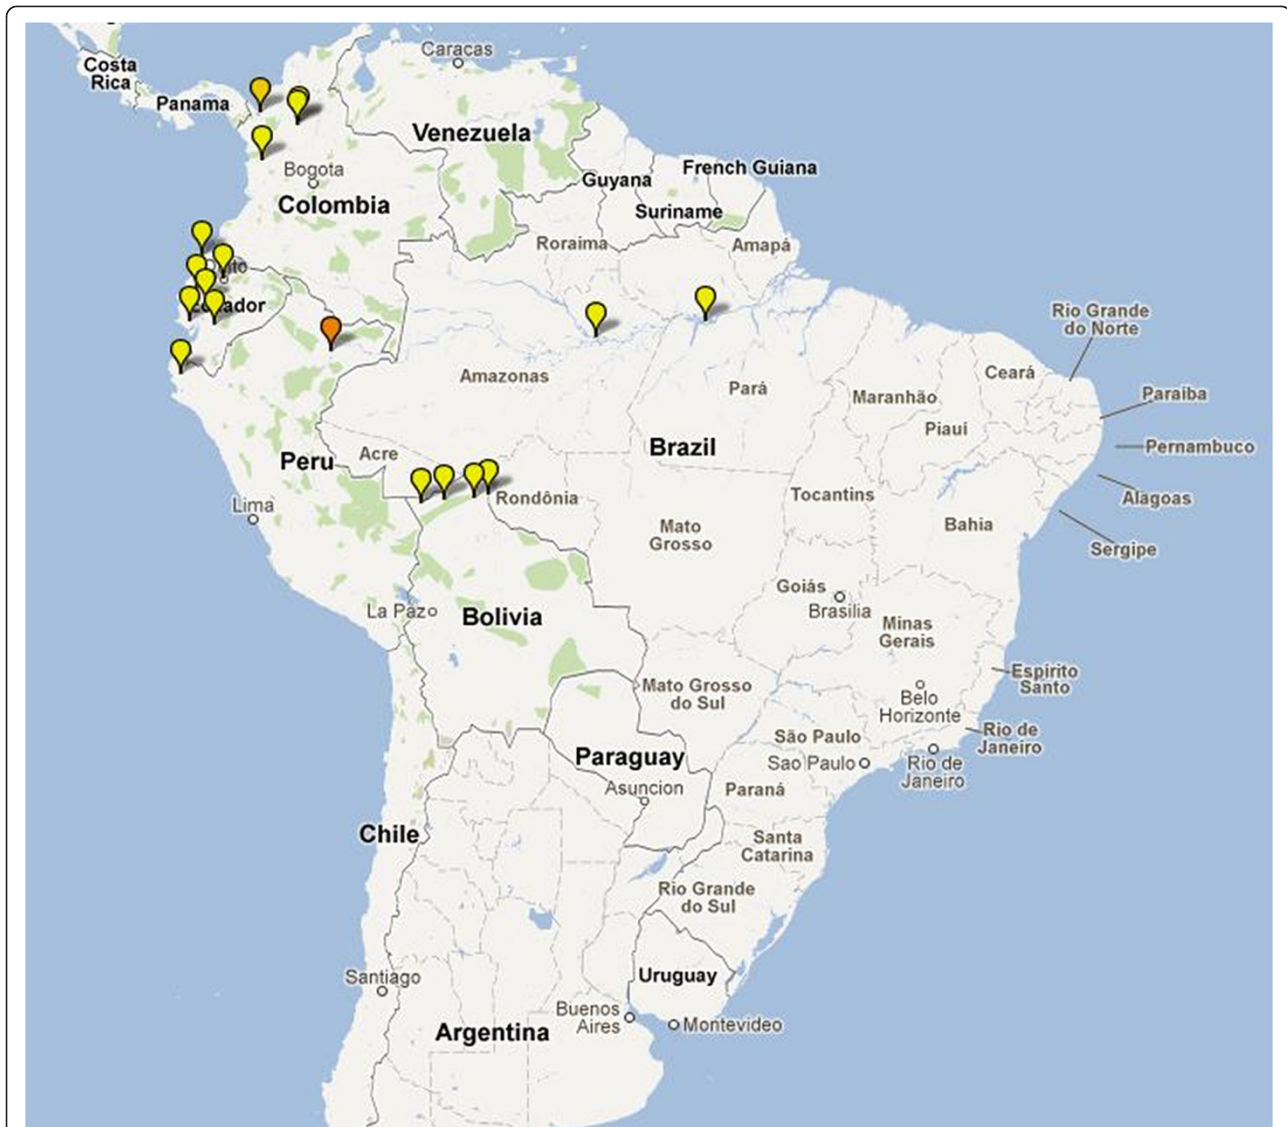 Caracas
Costa
Rica
Panama
Venezuela
Bogota
Guyana
French Guiana
Colombia
Suriname
Roraima
Amapá
Rio Grande
do Norte
Amazonas
Pará
Ceará
Maranhão
Paraiba
Piauí
Brazil
Pernambuco
Peru
Acre
Rondônia
Tocantins
Alagoas
Lima
Mato
Grosso
Bahia
Sergipe
Goiás
Brasilia
La Paz
Bolivia
Minas
Gerais
Espírito
Santo
Mato Grosso
do Sul
Belo
Horizonte
Rio de
Janeiro
São Paulo
Paraguay
Sao Paulo
Rio de
Janeiro
Asuncion
Paraná
Chile
Santa
Catarina
Rio Grande
do Sul
Santiago
Uruguay
Buenos
Aires
Montevideo
Argentina